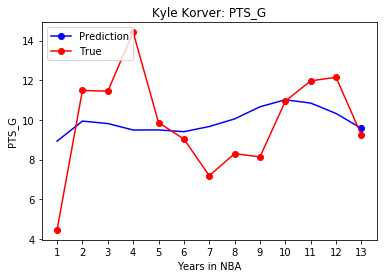 Kyle Korver: PTS_G
Prediction
True
PTS_G
14
12
10
8
6
4
1 2 3 4 5 6 7 8 9 10 11 12 13
Years in NBA